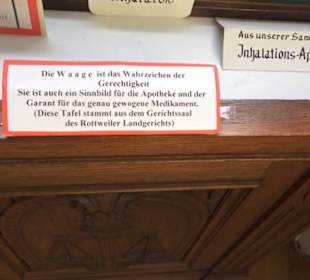 Inhalator
Aus unserer Sam
Inhalations-Ap
Die W a a g e ist das Wahrzeichen der
Gerechtigkeit
Sie ist auch ein Sinnbild für die Apotheke und der
Garant für das genau gewogene Medikament.
(Diese Tafel stammt aus dem Gerichtssaal
des Rottweiler Landgerichts)